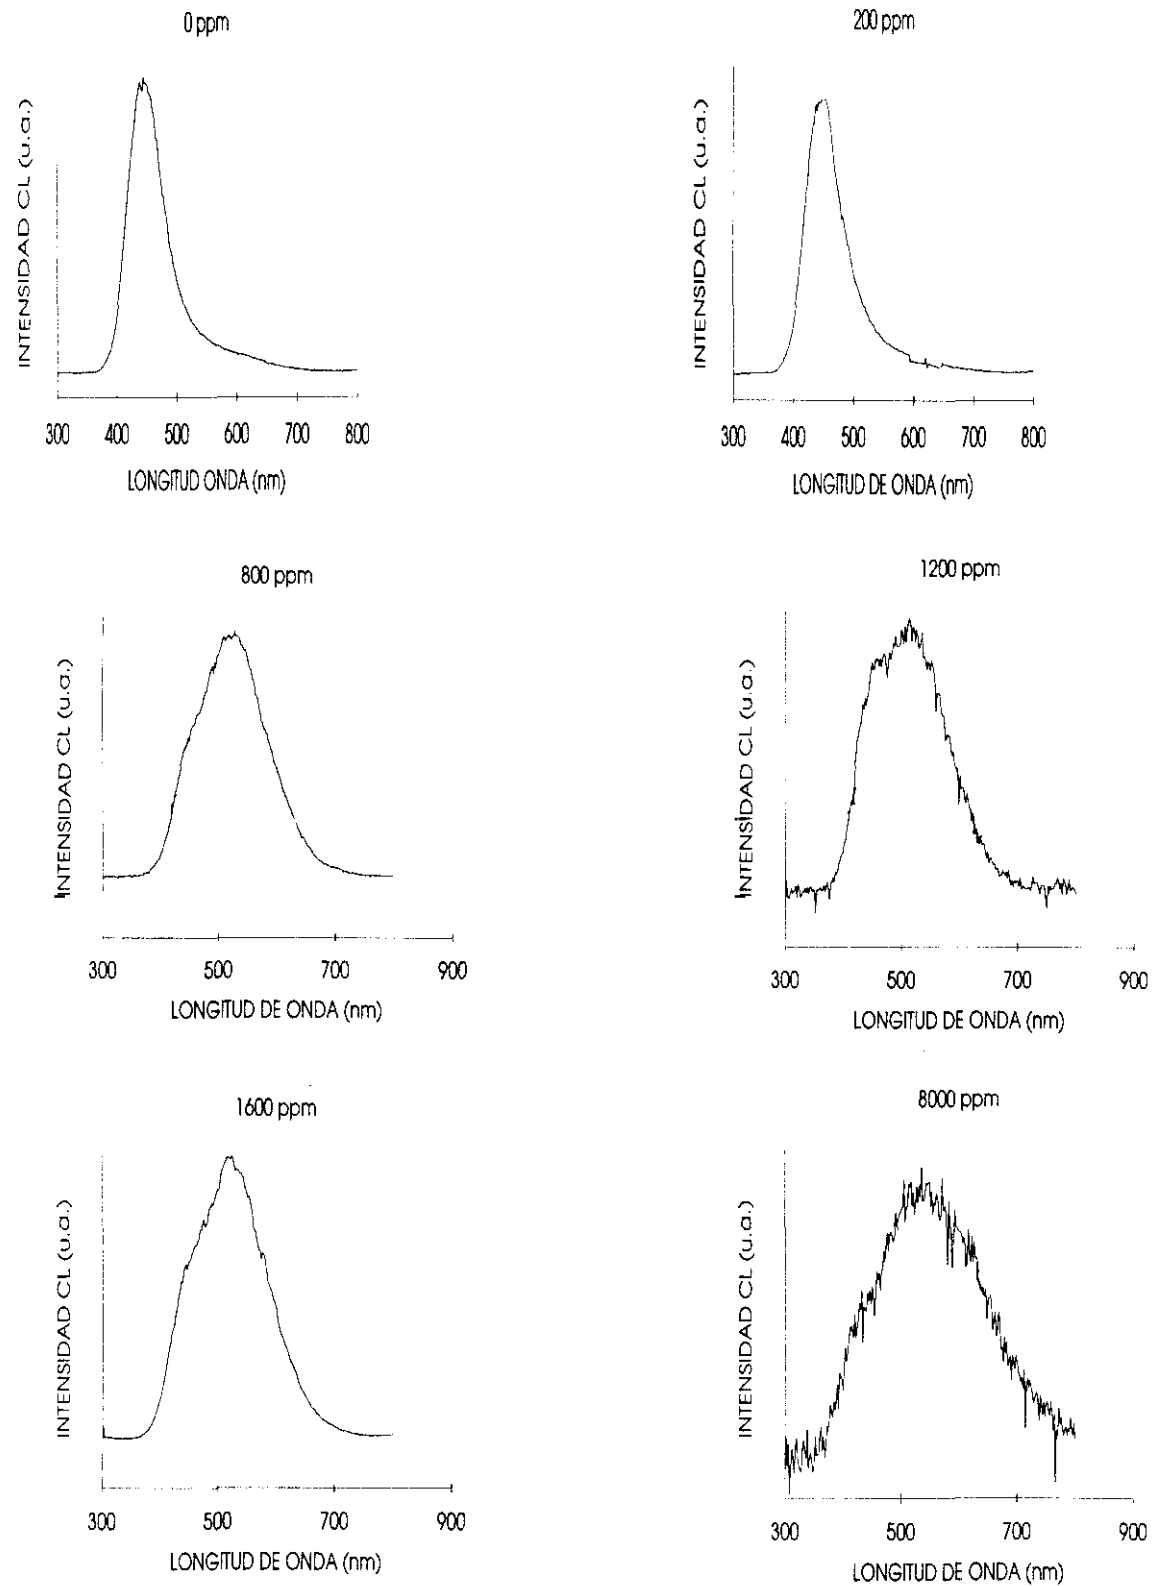 0 ppm
INTENSIDAD CL (u.a.)
300 400 500 600 700 800
LONGITUD ONDA (nm)
200 ppm
INTENSIDAD CL (u.a.)
300 400 500 600 700 800
LONGITUD DE ONDA (nm)
800 ppm
INTENSIDAD CL (u.a.)
300 500 700 900
LONGITUD DE ONDA (nm)
1200 ppm
INTENSIDAD CL (u.a.)
300 500 700 900
LONGITUD DE ONDA (nm)
1600 ppm
INTENSIDAD CL (u.a.)
300 500 700 900
LONGITUD DE ONDA (nm)
8000 ppm
INTENSIDAD CL (u.a.)
300 500 700 900
LONGITUD DE ONDA (nm)